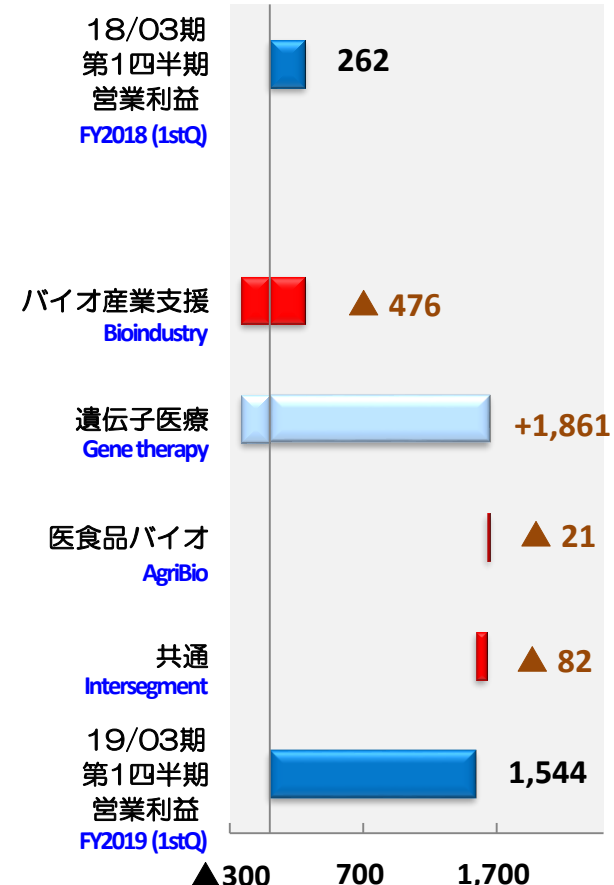 18/03期
第1四半期
営業利益
FY2018 (1stQ)
262
バイオ産業支援
Bioindustry
▲ 476
遺伝子医療
Gene therapy
+1,861
医食品バイオ
AgriBio
▲ 21
共通
Intersegment
▲ 82
19/03期
第1四半期
営業利益
FY2019 (1stQ)
1,544
▲300 700 1,700